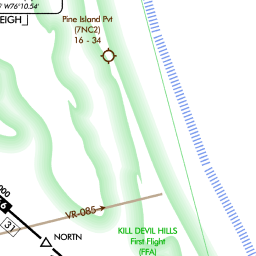 W76°10.54'
EIGH
Pine Island Pvt
(7NC2)
16 - 34
VR-085
31
NORTN
KILL DEVIL HILLS
First Flight
(FFA)